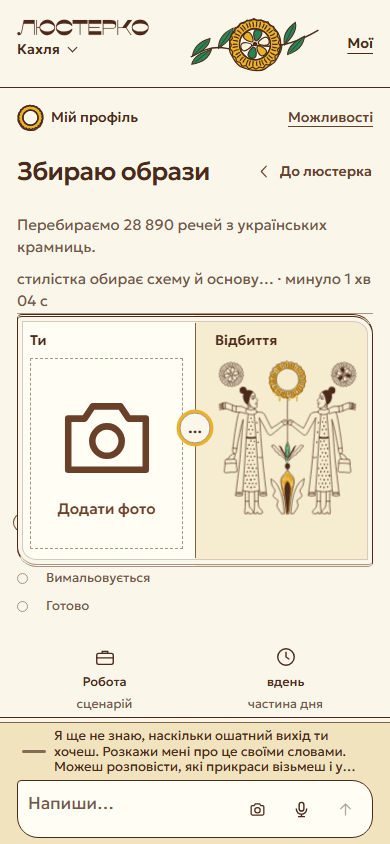 ЛЮСТЕРКО
Кахля
Мої
Мій профіль
Можливості
Збираю образи
До люстерка
Перебираємо 28 890 речей з українських
крамниць.
стилістка обирає схему й основу… · минуло 1 хв
04 с
Ти
Відбиття
...
Додати фото
Вимальовується
Готово
Робота
вдень
сценарій
частина дня
Я ще не знаю, наскільки ошатний вихід ти
хочеш. Розкажи мені про це своїми словами.
Можеш розповісти, які прикраси візьмеш і у…
Напиши…